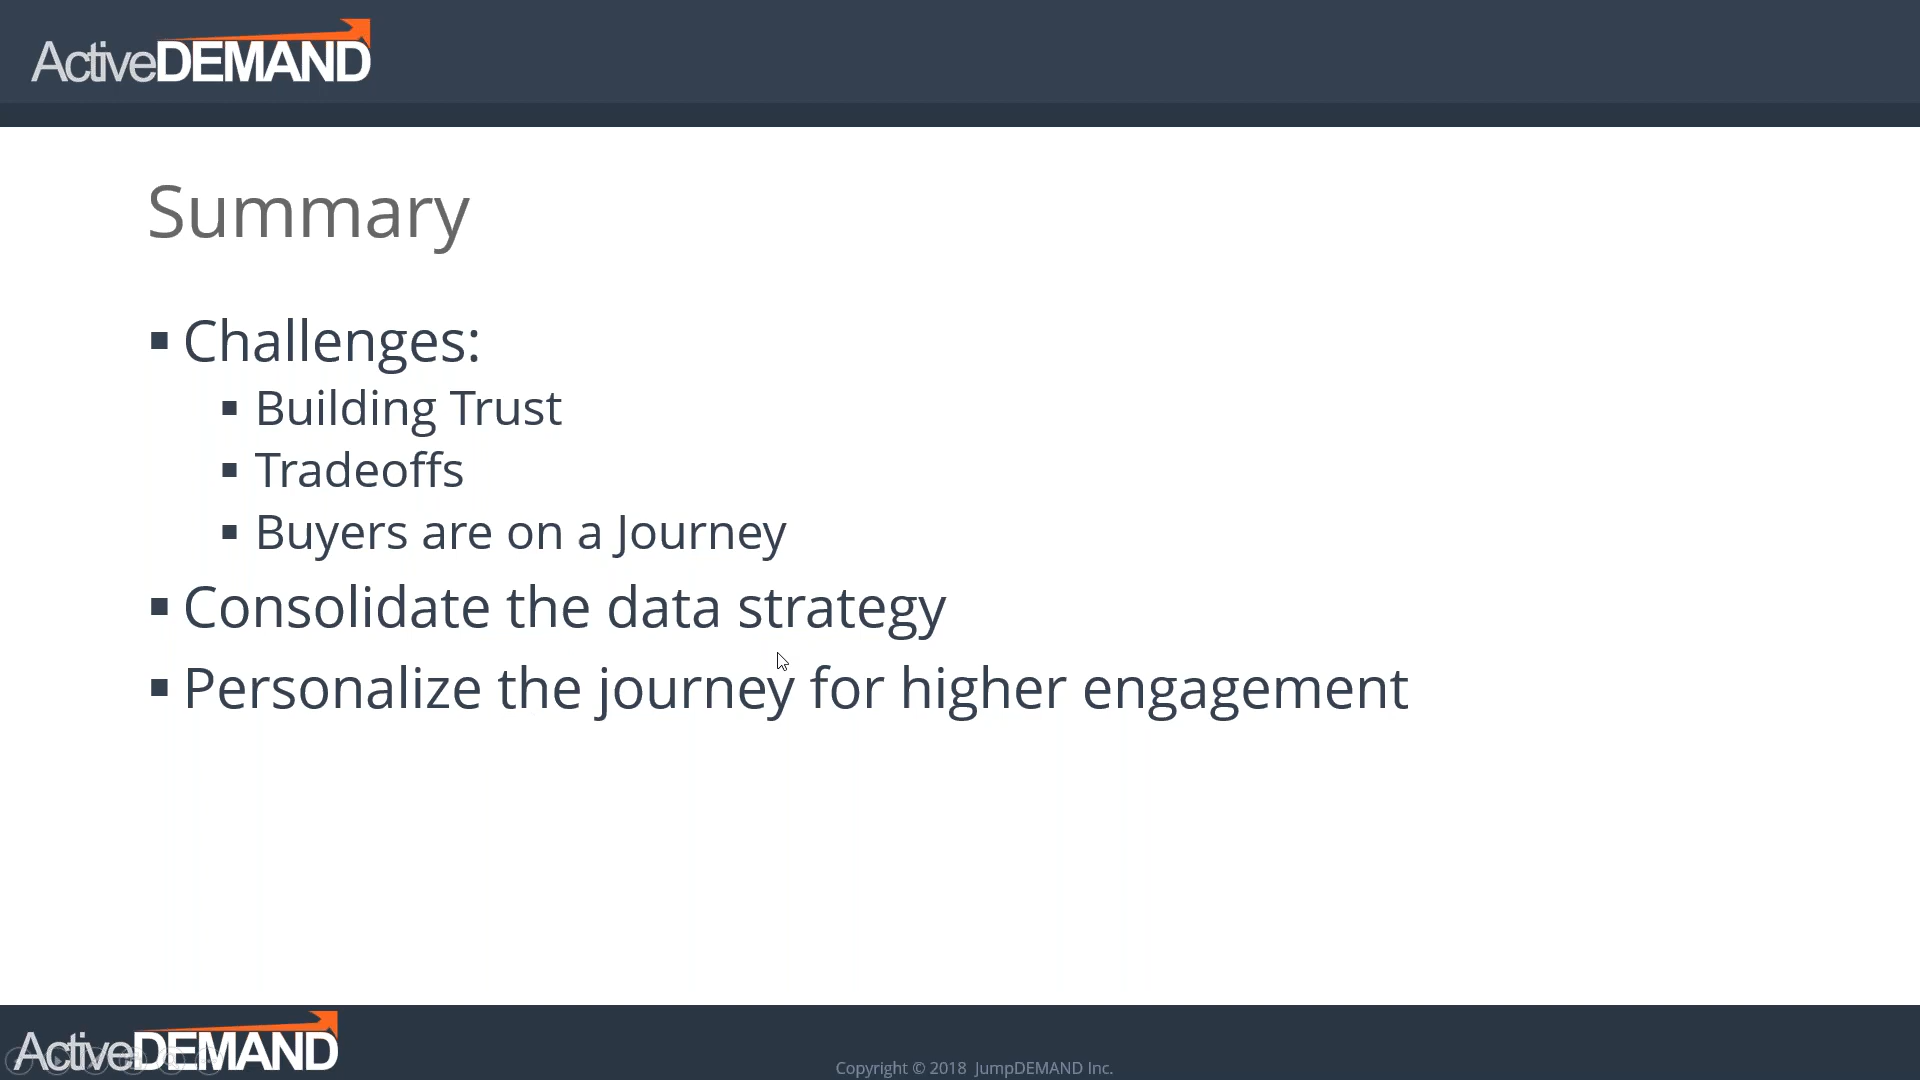 ActiveDEMAND
Summary
▪ Challenges:
▪ Building Trust
▪ Tradeoffs
▪ Buyers are on a Journey
▪ Consolidate the data strategy
▪ Personalize the journey for higher engagement
ActiveDEMAND
Copyright © 2018 JumpDEMAND Inc.